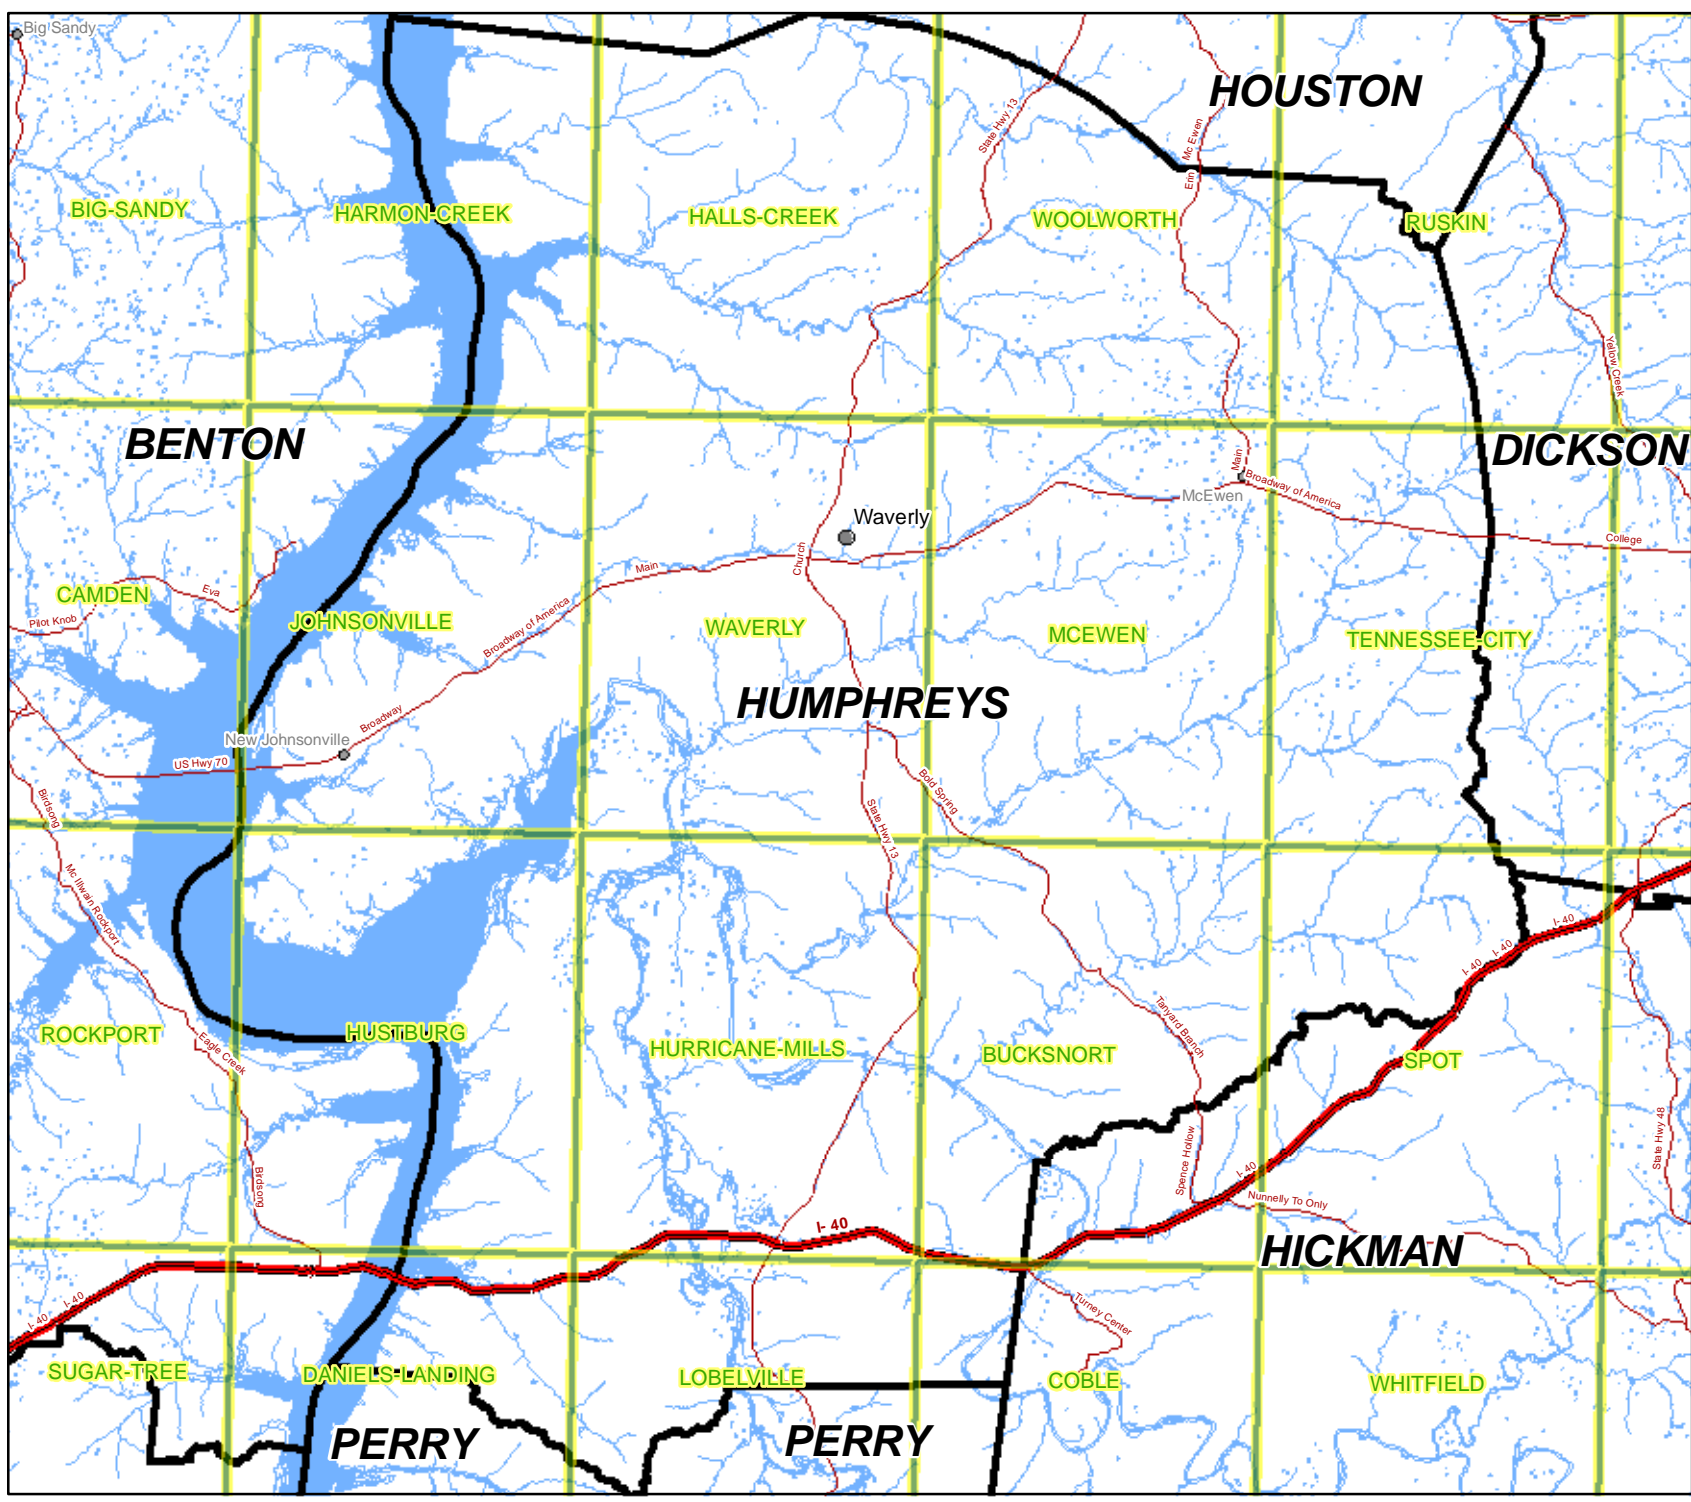 Big Sandy
HOUSTON
State Hwy 13
Erin
Mc Ewen
BIG-SANDY
HARMON-CREEK
HALLS-CREEK
WOOLWORTH
RUSKIN
Yellow Creek
BENTON
DICKSON
Main
Broadway of America
McEwen
Waverly
College
Church
Main
Eva
CAMDEN
Pilot Knob
JOHNSONVILLE
Broadway of America
WAVERLY
MCEWEN
TENNESSEE-CITY
HUMPHREYS
Broadway
New Johnsonville
US Hwy 70
Birdsong
Bold Spring
State Hwy 13
Mc Illwain Rockport
I- 40
I- 40
I- 40
ROCKPORT
HUSTBURG
Eagle Creek
HURRICANE-MILLS
BUCKSNORT
Tanyard Branch
SPOT
State Hwy 48
Spence Hollow
I- 40
Birdsong
Nunnelly To Only
I- 40
HICKMAN
I- 40
I- 40
Turney Center
SUGAR-TREE
DANIELS-LANDING
LOBELVILLE
COBLE
WHITFIELD
PERRY
PERRY